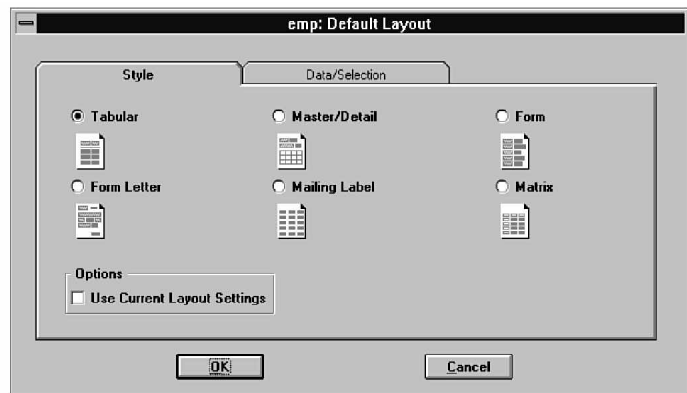 emp: Default Layout
Style
Data/Selection
Tabular
Master/Detail
Form
Form Letter
Mailing Label
Matrix
Options
Use Current Layout Settings
OK
Cancel